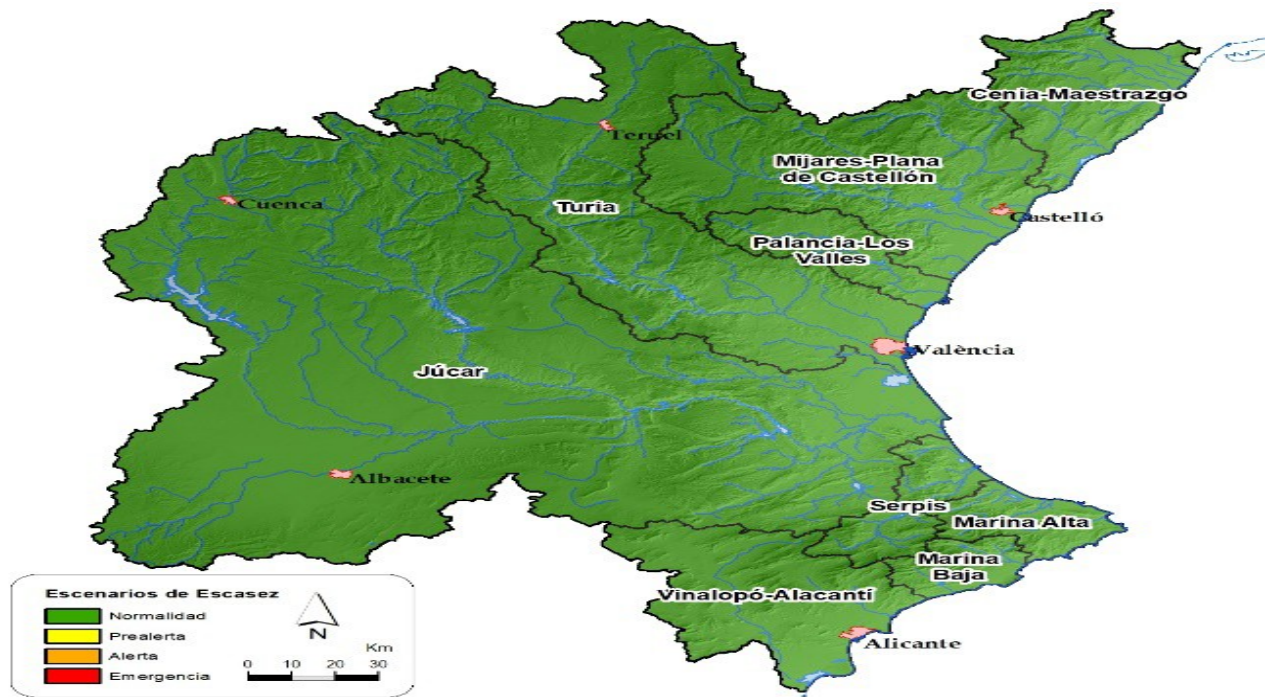 Cenia-Maestrazgo
Teruel
Mijares-Plana
de Castellón
Cuenca
Turia
Castelló
Palancia-Los
Valles
València
Júcar
Albacete
Serpis
Marina Alta
Marina
Baja
Vinalopó-Alacantí
Alicante
Escenarios de Escasez
Normalidad
Prealerta
Alerta
Emergencia
N
Km
0 10 20 30